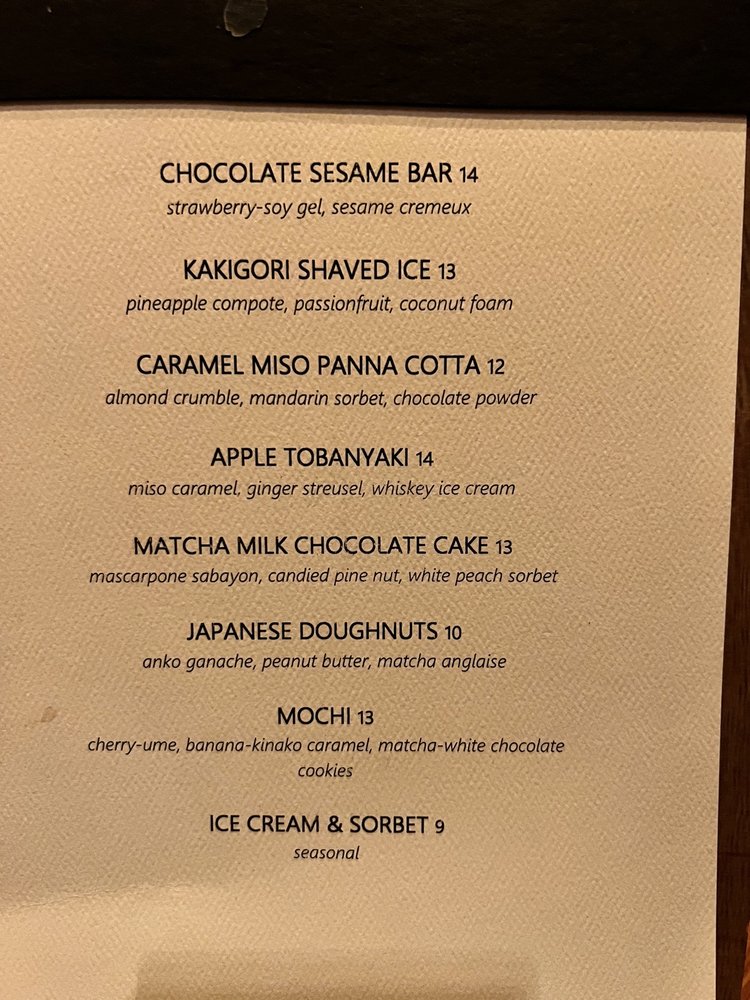 CHOCOLATE SESAME BAR 14
strawberry-soy gel, sesame cremeux
KAKIGORI SHAVED ICE 13
pineapple compote, passionfruit, coconut foam
CARAMEL MISO PANNA COTTA 12
almond crumble, mandarin sorbet, chocolate powder
APPLE TOBANYAKI 14
miso caramel, ginger streusel, whiskey ice cream
MATCHA MILK CHOCOLATE CAKE 13
mascarpone sabayon, candied pine nut, white peach sorbet
JAPANESE DOUGHNUTS 10
anko ganache, peanut butter, matcha anglaise
MOCHI 13
cherry-ume, banana-kinako caramel, matcha-white chocolate
cookies
ICE CREAM & SORBET 9
seasonal